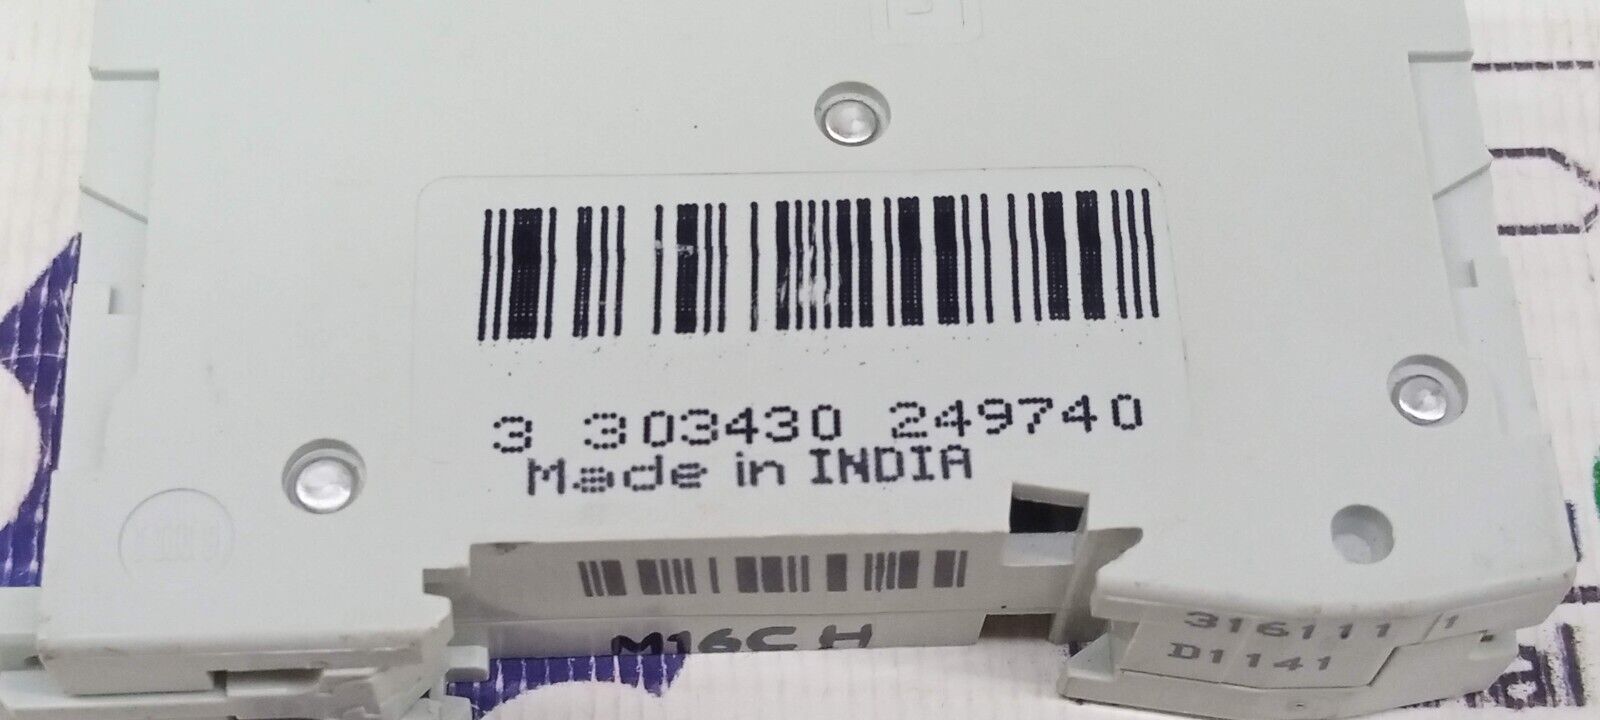 3 303430 249740
Made in INDIA
M16C H
316111 /1
D1141